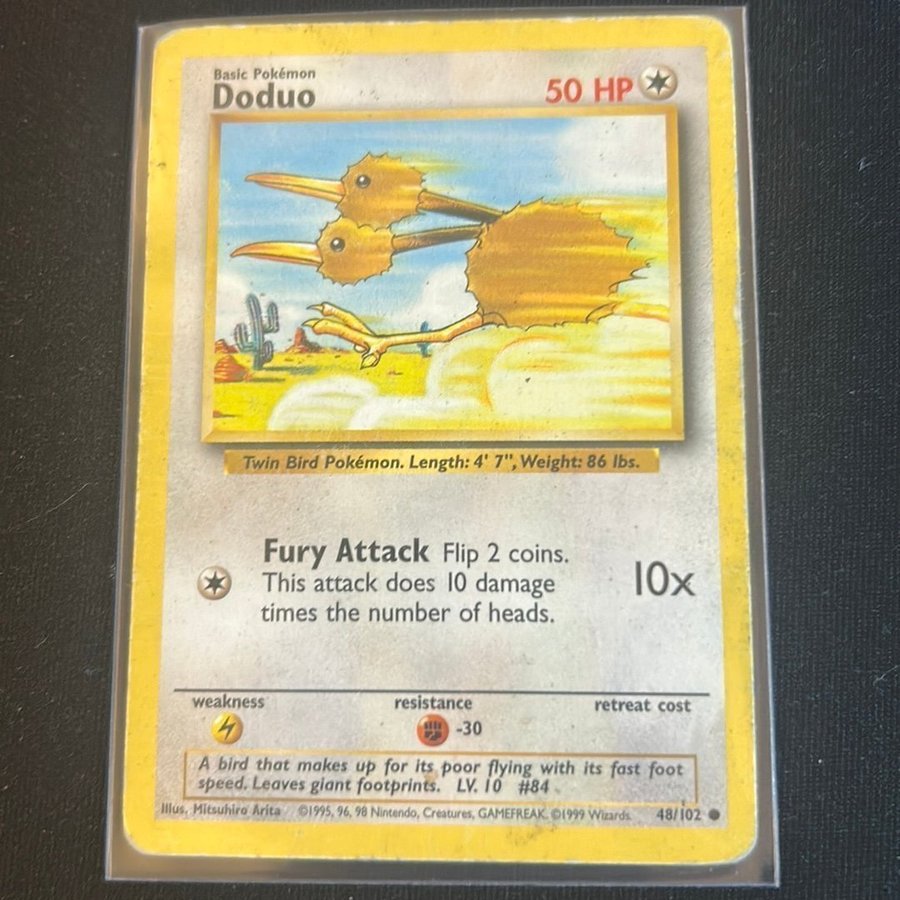 Basic Pokémon
Doduo
50 HP
Twin Bird Pokémon. Length: 4' 7", Weight: 86 lbs.
Fury Attack Flip 2 coins.
This attack does 10 damage
times the number of heads.
10x
weakness
resistance
retreat cost
-30
A bird that makes up for its poor flying with its fast foot
speed. Leaves giant footprints. LV. 10 #84
Illus. Mitsuhiro Arita ©1995, 96, 98 Nintendo, Creatures, GAMEFREAK. ©1999 Wizards. 48/102